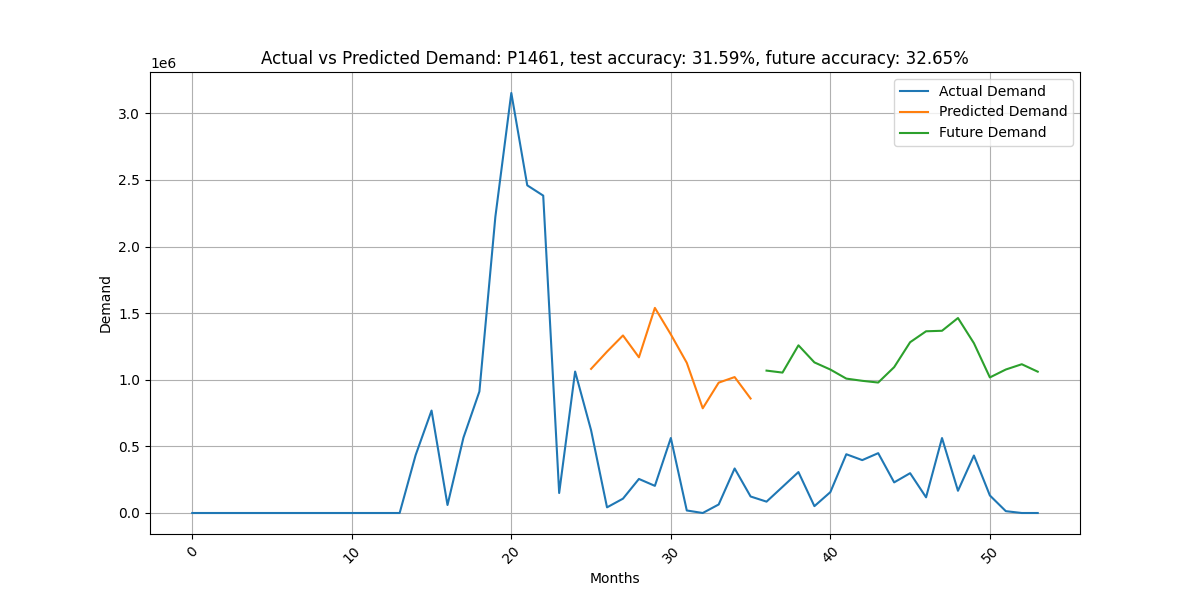 Actual vs Predicted Demand: P1461, test accuracy: 31.59%, future accuracy: 32.65%
1e6
Actual Demand
Predicted Demand
Future Demand
3.0
2.5
2.0
1.5
1.0
0.5
0.0
Demand
0
10
20
30
40
50
Months